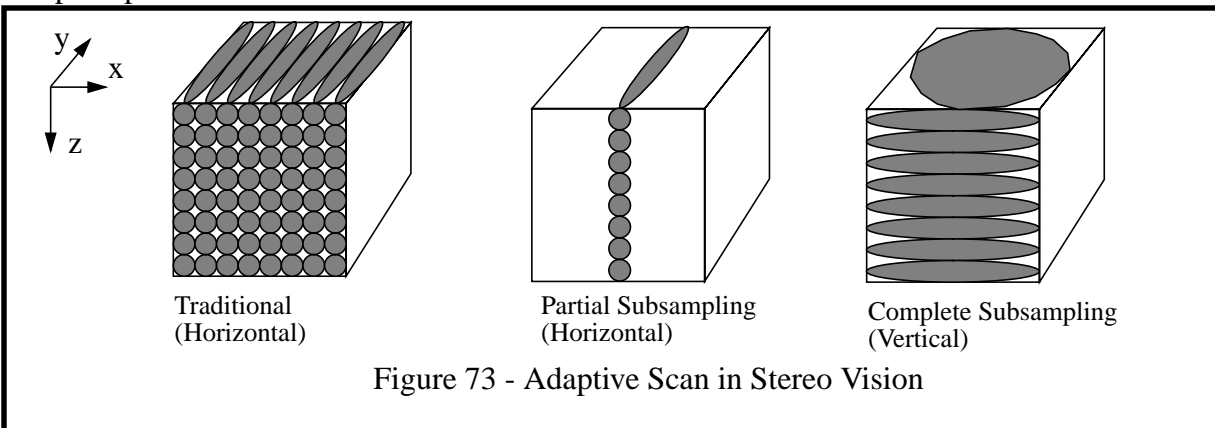 y
x
z
Traditional
(Horizontal)
Partial Subsampling
(Horizontal)
Complete Subsampling
(Vertical)
Figure 73 - Adaptive Scan in Stereo Vision